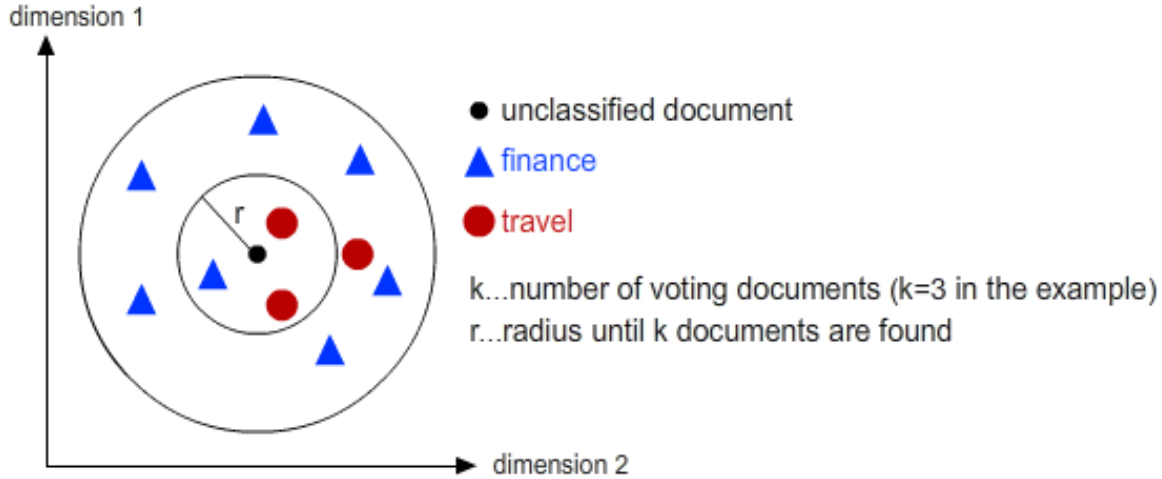 dimension 1
unclassified document
finance
r
travel
k...number of voting documents (k=3 in the example)
r...radius until k documents are found
dimension 2